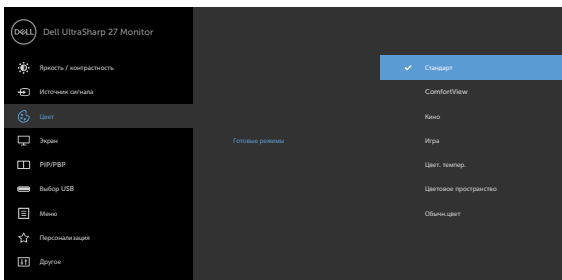 DELL Dell UltraSharp 27 Monitor
Яркость / контрастность
Источник сигнала
Цвет
Экран
PIP/PBP
Выбор USB
Меню
Персонализация
Другое
Готовые режимы
Стандарт
ComfortView
Кино
Игра
Цвет. темпер.
Цветовое пространство
Обычн.цвет